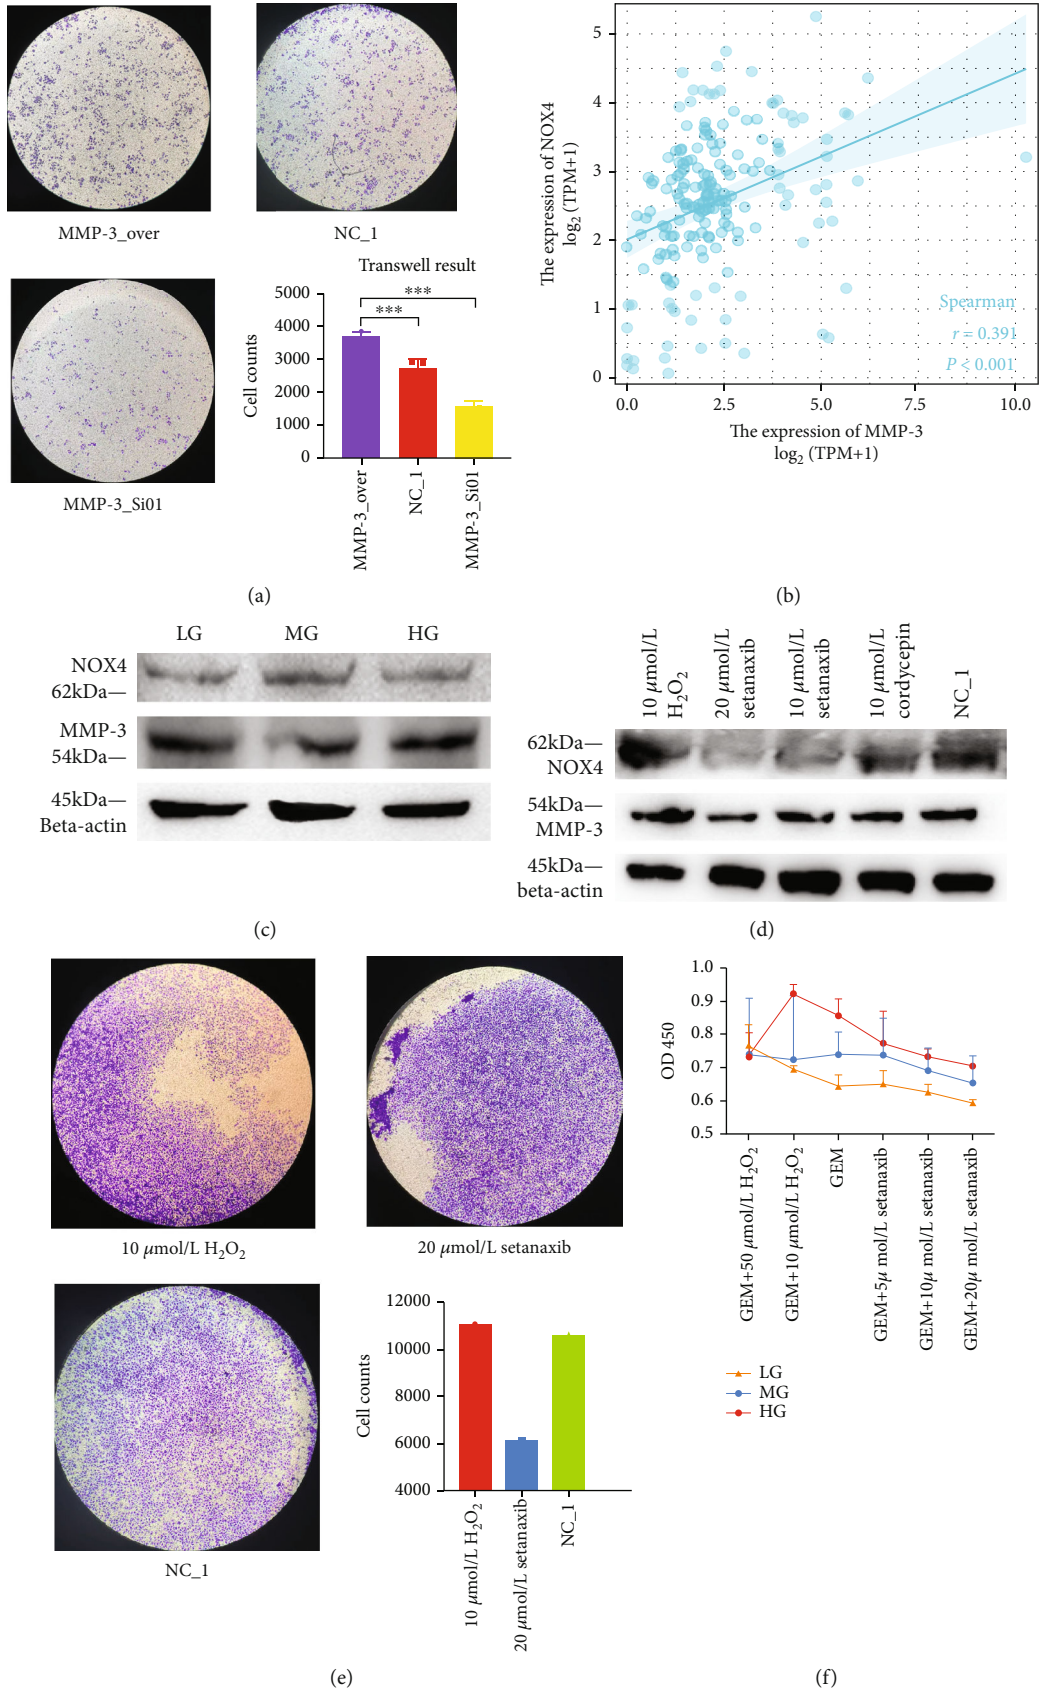 MMP-3_over
NC_1
MMP-3_Si01
Transwell result
Cell counts
5000
4000
3000
2000
1000
0
***
***
MMP-3_over
NC_1
MMP-3_Si01
(a)
The expression of NOX4
log2 (TPM+1)
5
4
3
2
1
0
Spearman
r = 0.391
P < 0.001
0.0 2.5 5.0 7.5 10.0
The expression of MMP-3
log2 (TPM+1)
(b)
LG MG HG
NOX4
62kDa—
MMP-3
54kDa—
45kDa—
Beta-actin
(c)
10 μmol/L
H2O2
20 μmol/L
setanaxib
10 μmol/L
setanaxib
10 μmol/L
cordycepin
NC_1
62kDa—
NOX4
54kDa—
MMP-3
45kDa—
beta-actin
(d)
10 μmol/L H2O2
20 μmol/L setanaxib
NC_1
Cell counts
12000
10000
8000
6000
4000
10 μmol/L H2O2
20 μmol/L setanaxib
NC_1
(e)
OD 450
1.0
0.9
0.8
0.7
0.6
0.5
GEM+50 μmol/L H2O2
GEM+10 μmol/L H2O2
GEM
GEM+5μ mol/L setanaxib
GEM+10μ mol/L setanaxib
GEM+20μ mol/L setanaxib
LG
MG
HG
(f)